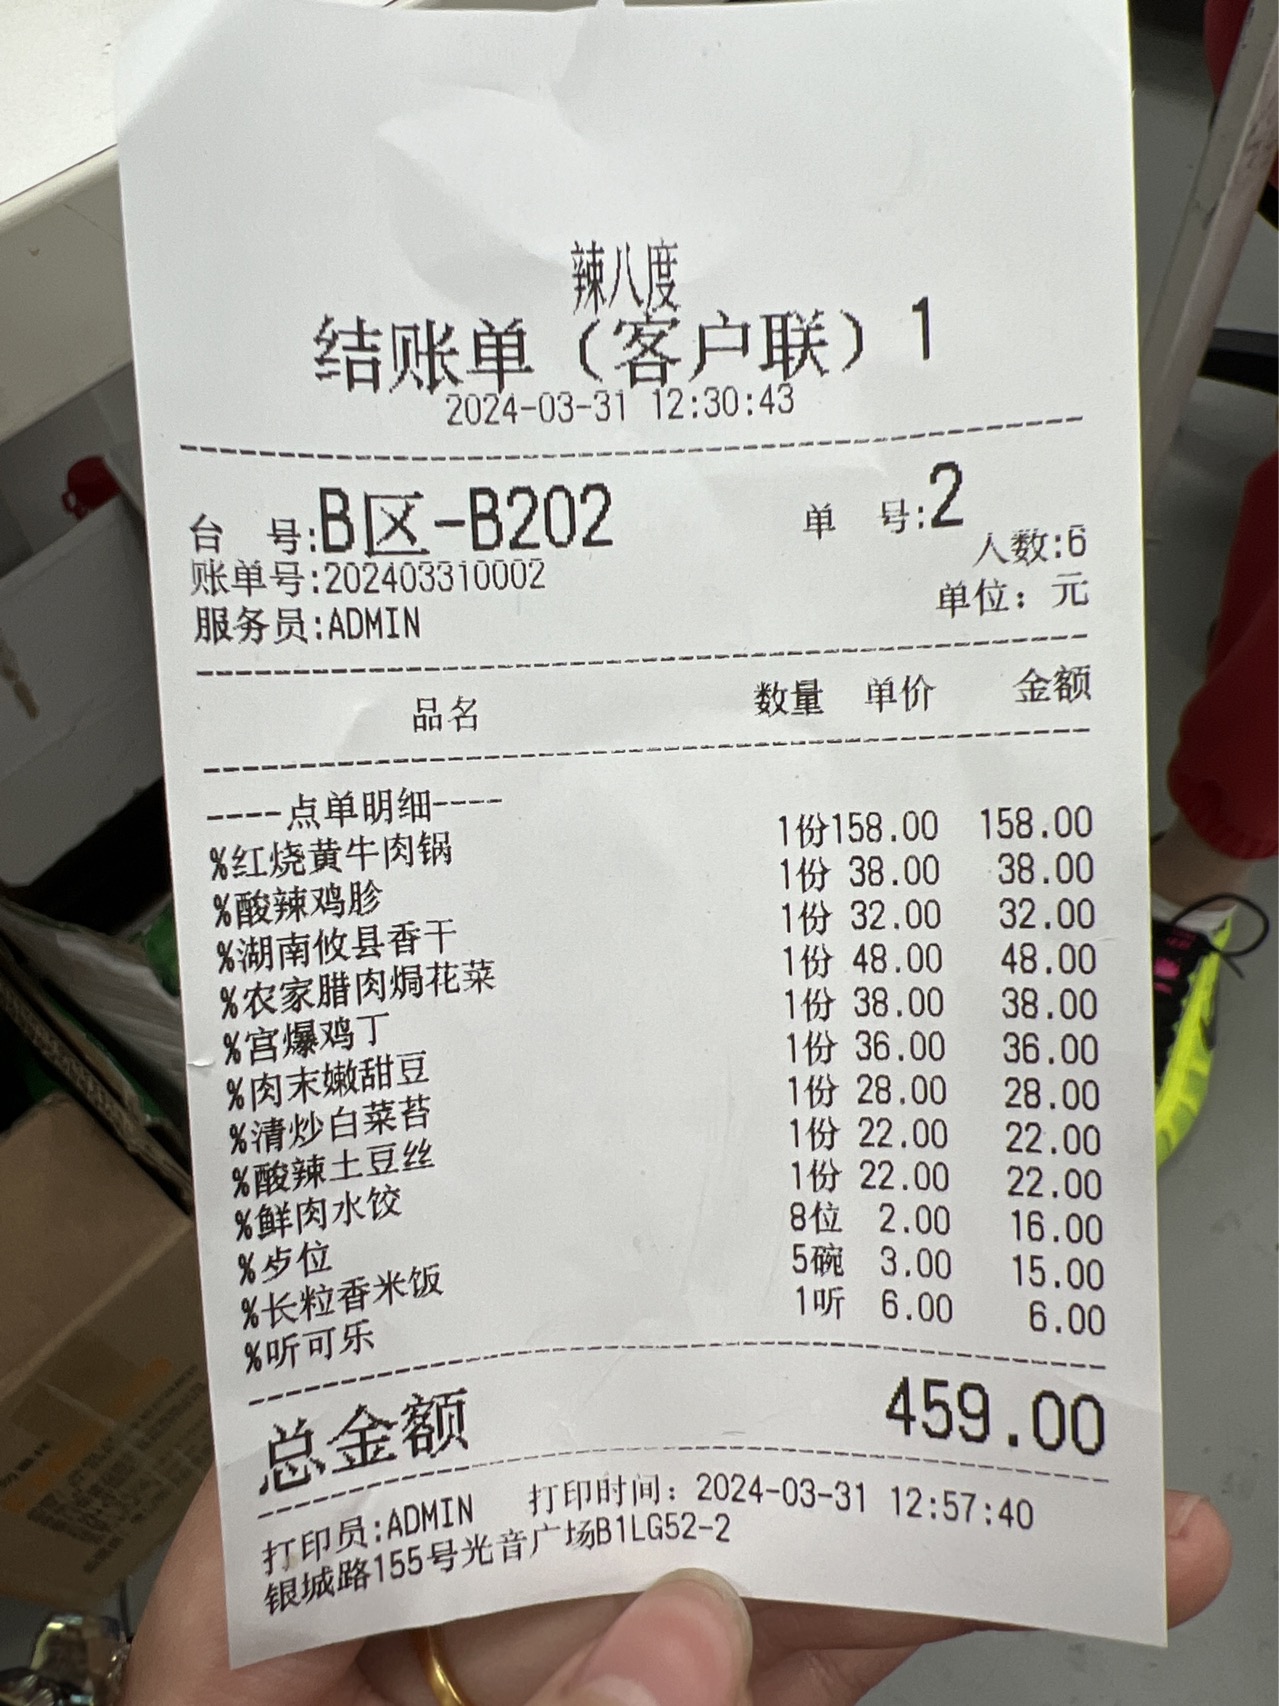 辣八度
结账单（客户联）1
2024-03-31 12:30:43
台 号:B区-B202 单 号:2
人数:6
账单号:202403310002
单位：元
服务员:ADMIN
品名 数量 单价 金额
----点单明细----
%红烧黄牛肉锅 1份158.00 158.00
%酸辣鸡胗 1份 38.00 38.00
%湖南攸县香干 1份 32.00 32.00
%农家腊肉焗花菜 1份 48.00 48.00
%宫爆鸡丁 1份 38.00 38.00
%肉末嫩甜豆 1份 36.00 36.00
%清炒白菜苔 1份 28.00 28.00
%酸辣土豆丝 1份 22.00 22.00
%鲜肉水饺 1份 22.00 22.00
%歺位 8位 2.00 16.00
%长粒香米饭 5碗 3.00 15.00
%听可乐 1听 6.00 6.00
总金额 459.00
打印员:ADMIN 打印时间：2024-03-31 12:57:40
银城路155号光音广场B1LG52-2